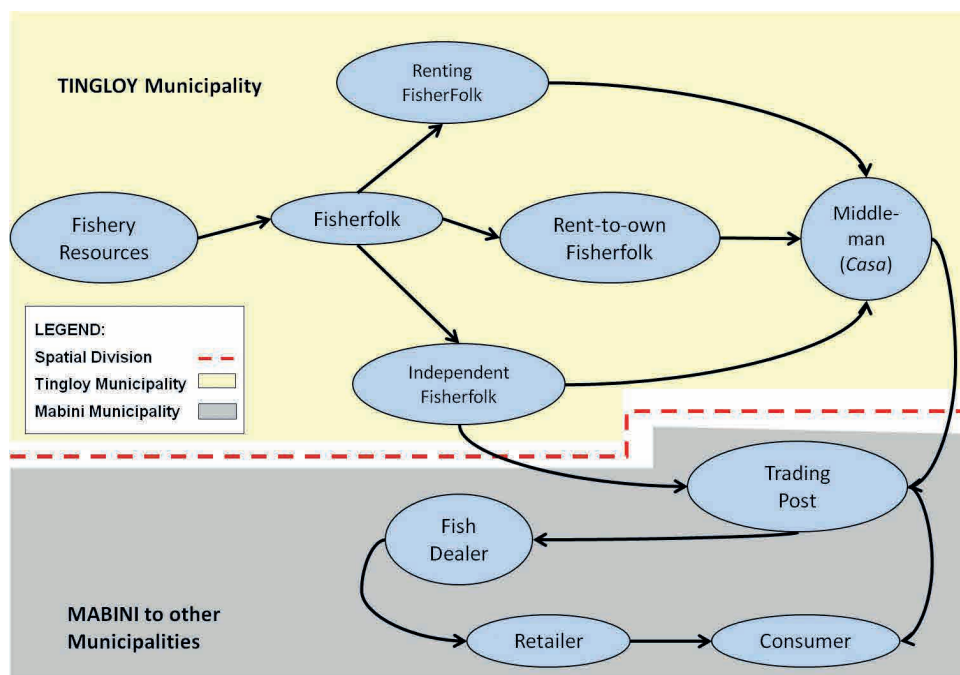 TINGLOY Municipality
Renting
FisherFolk
Fishery
Resources
Fisherfolk
Rent-to-own
Fisherfolk
Middle-
man
(Casa)
LEGEND:
Spatial Division
Tingloy Municipality
Mabini Municipality
Independent
Fisherfolk
Trading
Post
Fish
Dealer
MABINI to other
Municipalities
Retailer
Consumer